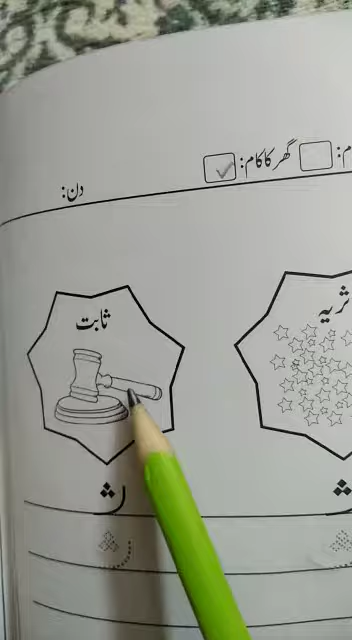 گھر کا کام:
دن:
ثریہ
ثابت
ث
ث